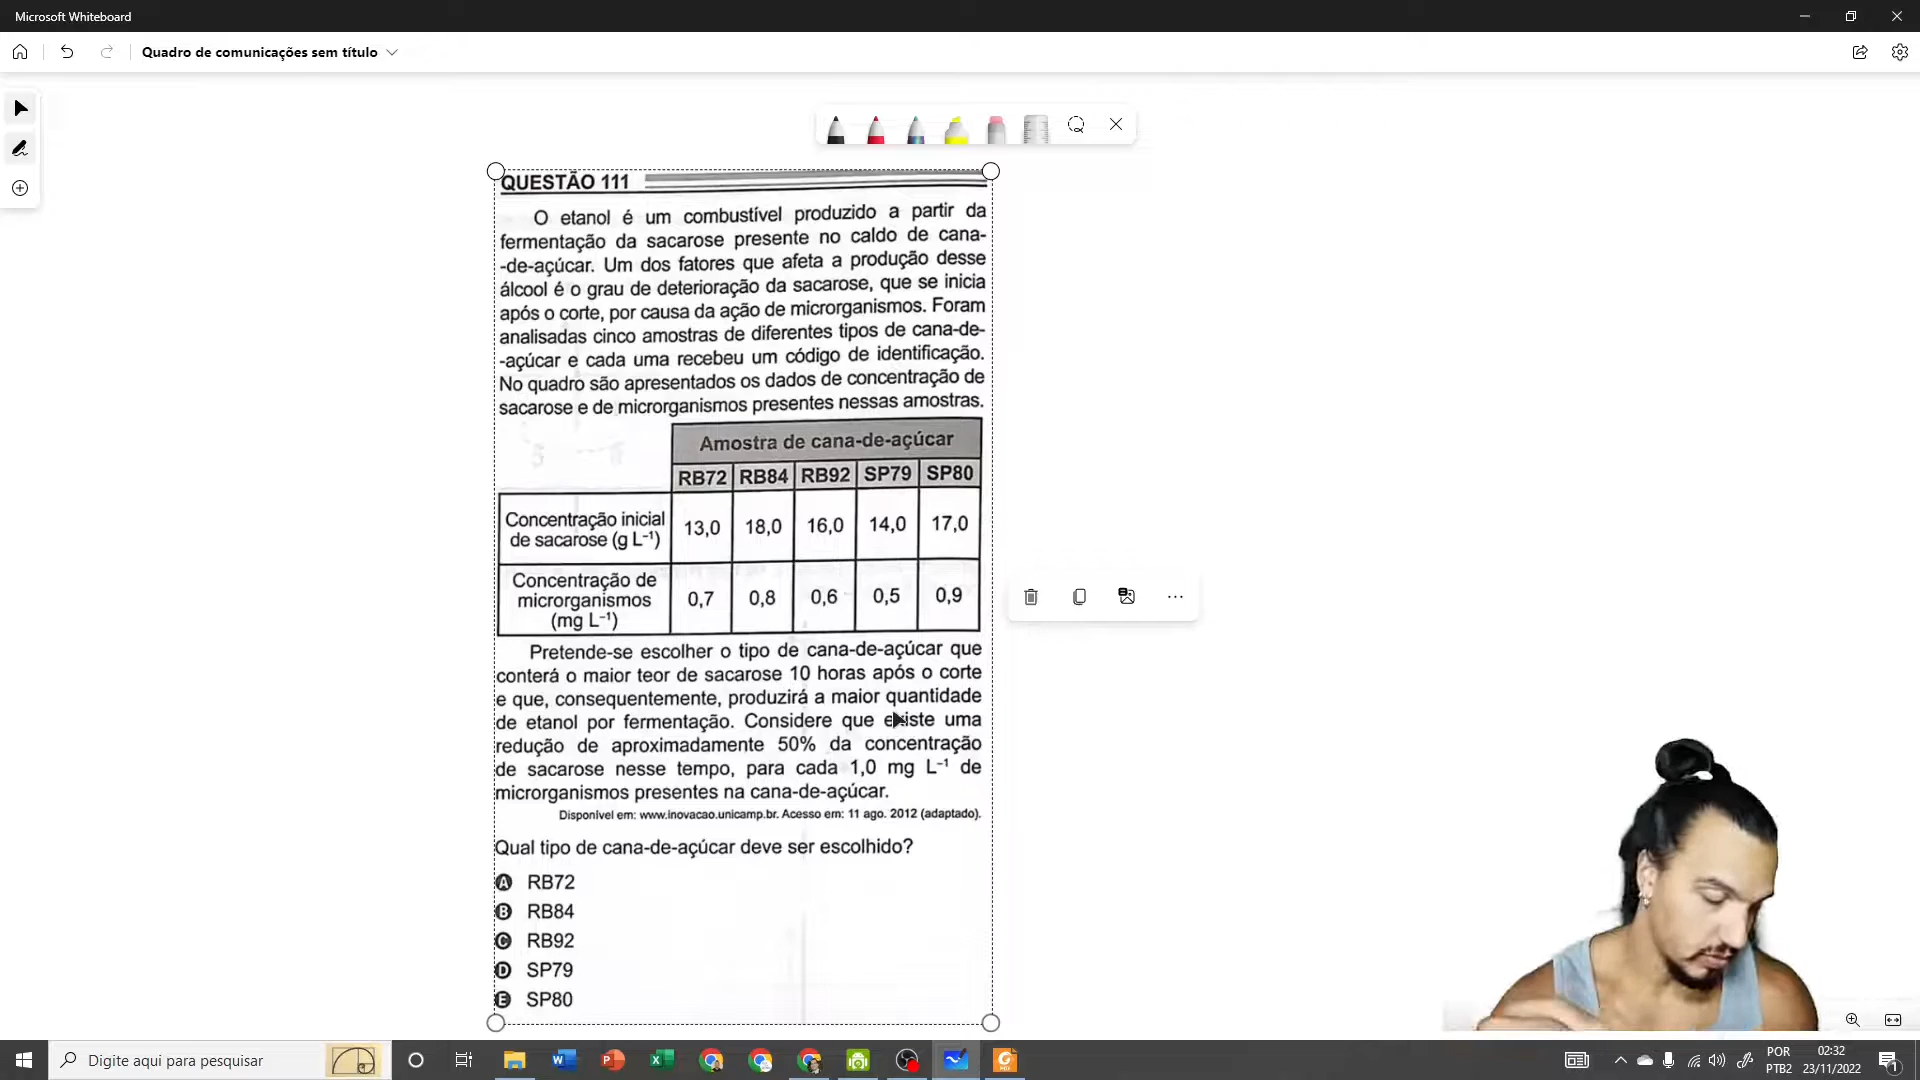 Microsoft Whiteboard
Quadro de comunicações sem título
QUESTÃO 111
O etanol é um combustível produzido a partir da
fermentação da sacarose presente no caldo de cana-
-de-açúcar. Um dos fatores que afeta a produção desse
álcool é o grau de deterioração da sacarose, que se inicia
após o corte, por causa da ação de microrganismos. Foram
analisadas cinco amostras de diferentes tipos de cana-de-
-açúcar e cada uma recebeu um código de identificação.
No quadro são apresentados os dados de concentração de
sacarose e de microrganismos presentes nessas amostras.
Amostra de cana-de-açúcar
RB72 RB84 RB92 SP79 SP80
Concentração inicial
de sacarose (g L⁻¹)
13,0 18,0 16,0 14,0 17,0
Concentração de
microrganismos
(mg L⁻¹)
0,7 0,8 0,6 0,5 0,9
Pretende-se escolher o tipo de cana-de-açúcar que
conterá o maior teor de sacarose 10 horas após o corte
e que, consequentemente, produzirá a maior quantidade
de etanol por fermentação. Considere que existe uma
redução de aproximadamente 50% da concentração
de sacarose nesse tempo, para cada 1,0 mg L⁻¹ de
microrganismos presentes na cana-de-açúcar.
Disponível em: www.inovacao.unicamp.br. Acesso em: 11 ago. 2012 (adaptado).
Qual tipo de cana-de-açúcar deve ser escolhido?
A RB72
B RB84
C RB92
D SP79
E SP80
Digite aqui para pesquisar
POR
PTB2
02:32
23/11/2022